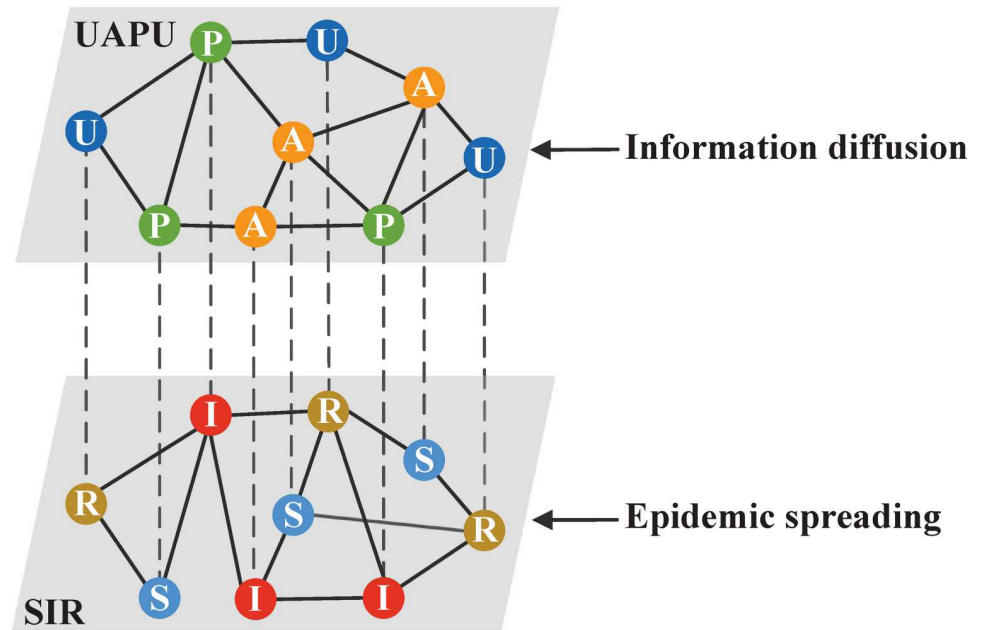 UAPU
P
U
A
U
A
U
P
A
P
Information diffusion
I
R
S
R
S
R
S
I
I
Epidemic spreading
SIR